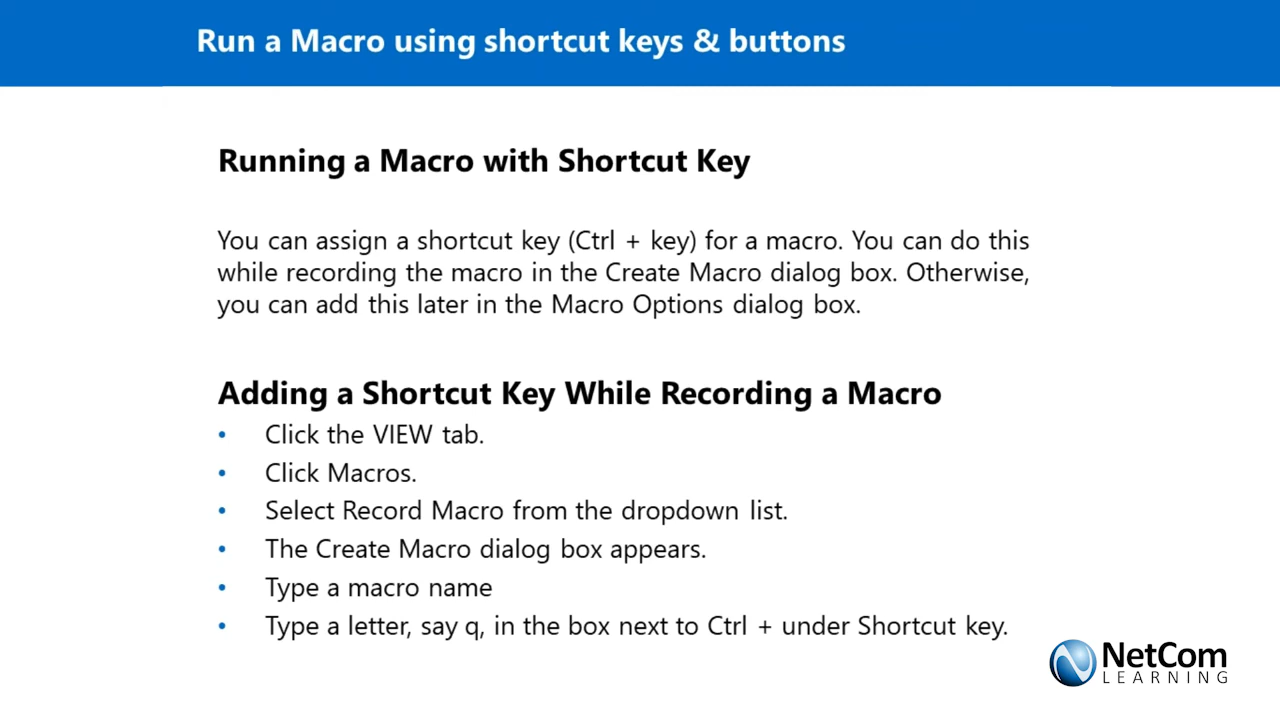 Run a Macro using shortcut keys & buttons
Running a Macro with Shortcut Key
You can assign a shortcut key (Ctrl + key) for a macro. You can do this
while recording the macro in the Create Macro dialog box. Otherwise,
you can add this later in the Macro Options dialog box.
Adding a Shortcut Key While Recording a Macro
• Click the VIEW tab.
• Click Macros.
• Select Record Macro from the dropdown list.
• The Create Macro dialog box appears.
• Type a macro name
• Type a letter, say q, in the box next to Ctrl + under Shortcut key.
NetCom
LEARNING